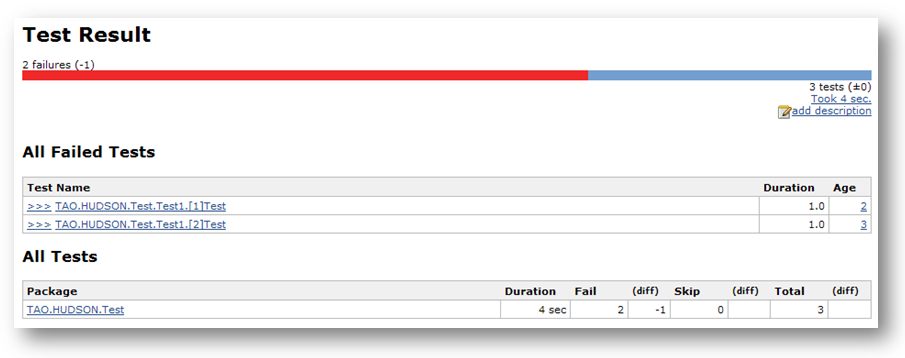 Test Result
2 failures (-1)
3 tests (±0)
Took 4 sec.
add description
All Failed Tests
Test Name Duration Age
>>> TAO.HUDSON.Test.Test1.[1]Test 1.0 2
>>> TAO.HUDSON.Test.Test1.[2]Test 1.0 3
All Tests
Package Duration Fail (diff) Skip (diff) Total (diff)
TAO.HUDSON.Test 4 sec 2 -1 0 3